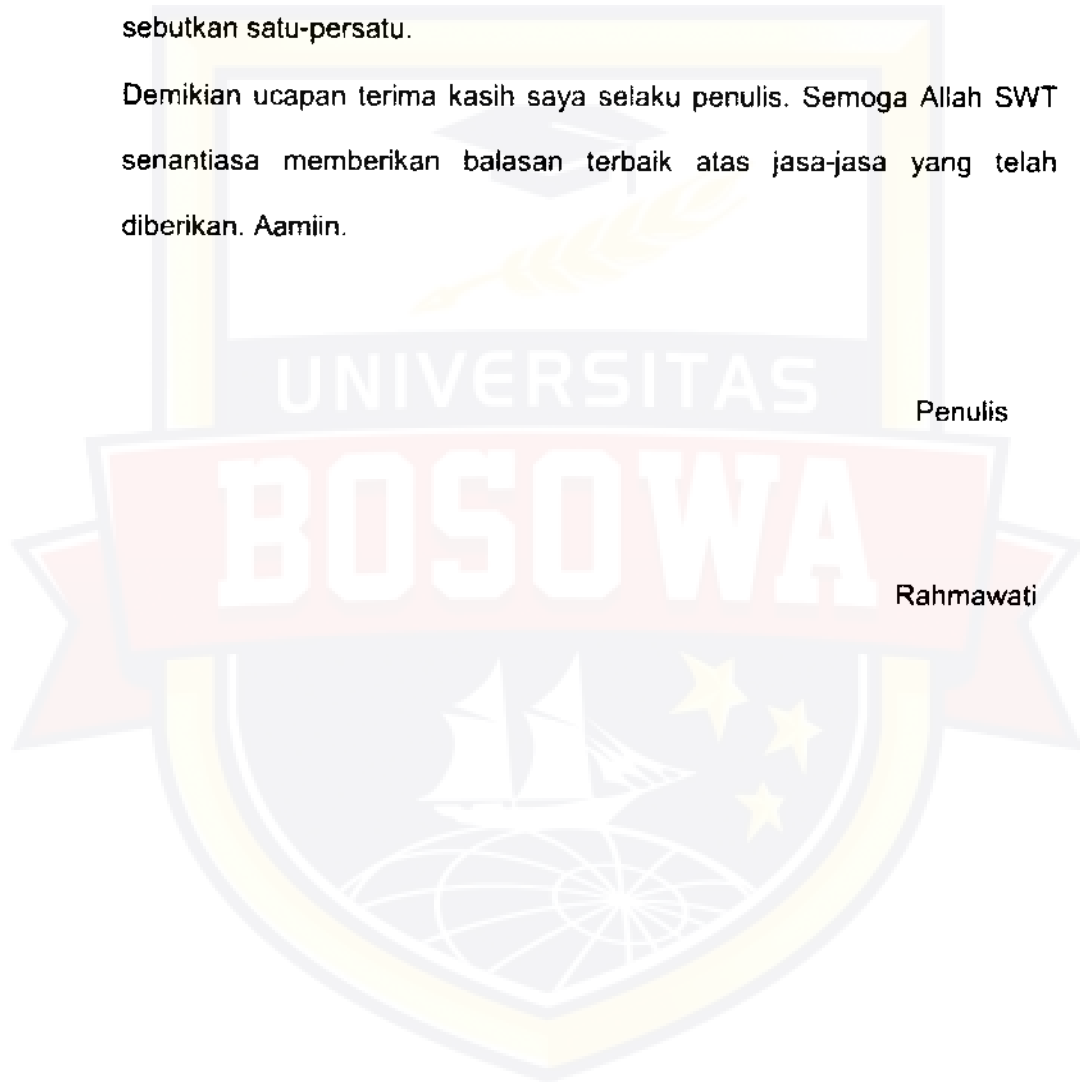 sebutkan satu-persatu.
Demikian ucapan terima kasih saya selaku penulis. Semoga Allah SWT
senantiasa memberikan balasan terbaik atas jasa-jasa yang telah
diberikan. Aamiin.
UNIVERSITAS
Penulis
BOSOWA
Rahmawati